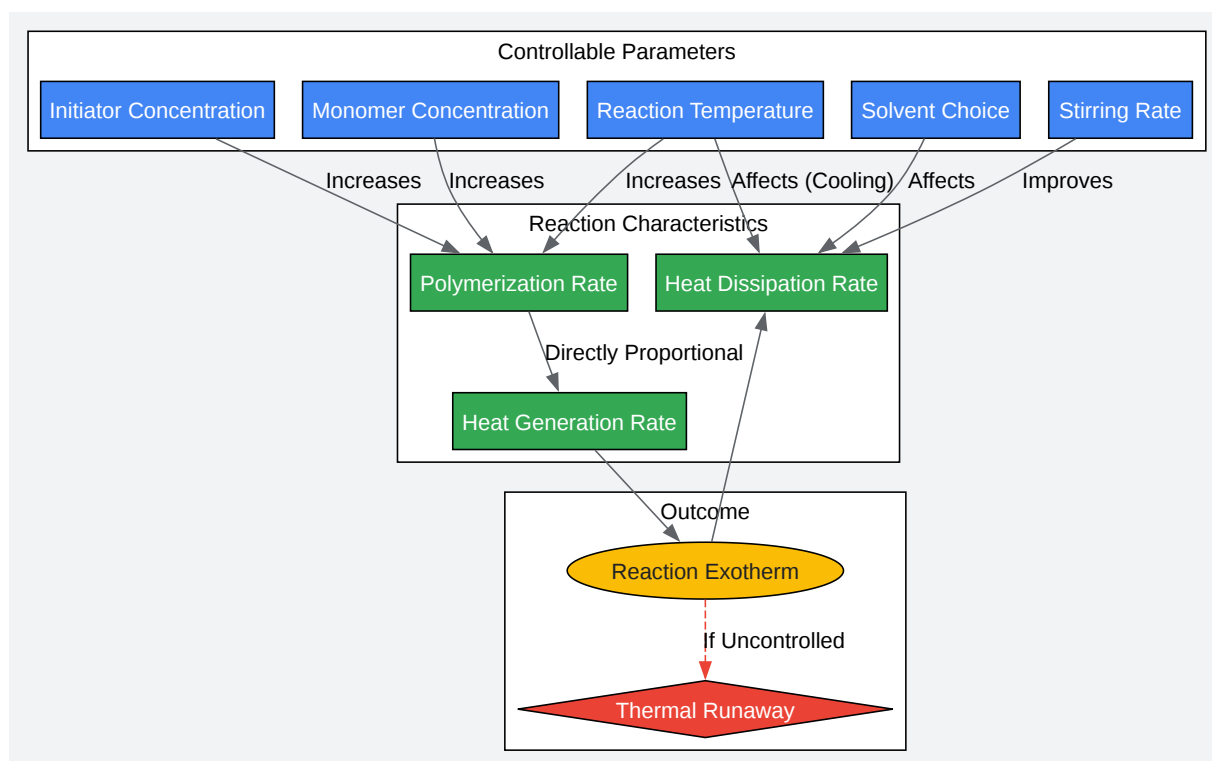 Controllable Parameters
Initiator Concentration
Monomer Concentration
Reaction Temperature
Solvent Choice
Stirring Rate
Increases
Increases
Increases
Affects (Cooling)
Affects
Improves
Reaction Characteristics
Polymerization Rate
Heat Dissipation Rate
Directly Proportional
Heat Generation Rate
Outcome
Reaction Exotherm
If Uncontrolled
Thermal Runaway